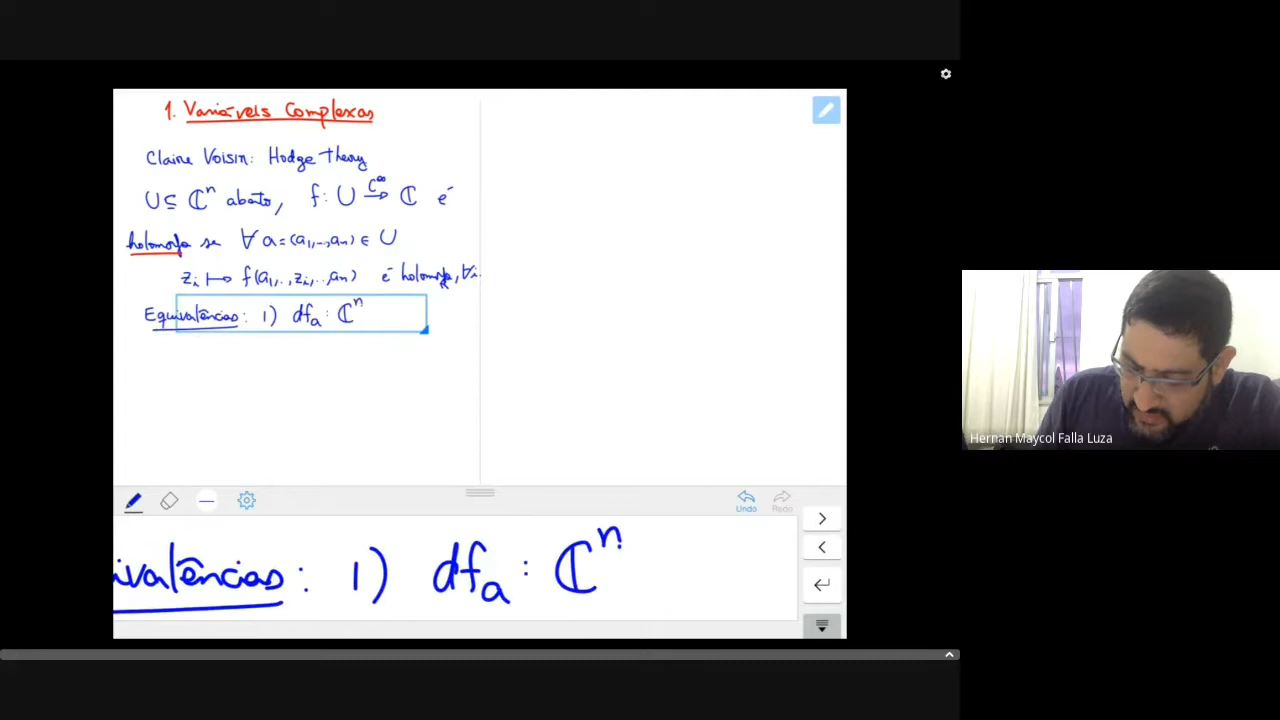 1. Variáveis Complexas
Claire Voisin: Hodge Theory
U ⊆ ℂⁿ aberto, f: U →^{C^∞} ℂ é
holomorfa se ∀ a = (a₁,...,aₙ) ∈ U
zᵢ ↦ f(a₁,..,zᵢ,..,aₙ) é holomorfa, ∀i.
Equivalências: 1) dfₐ : ℂⁿ
Hernan Maycol Falla Luza
Undo
Redo
ivalências: 1) dfₐ : ℂⁿ